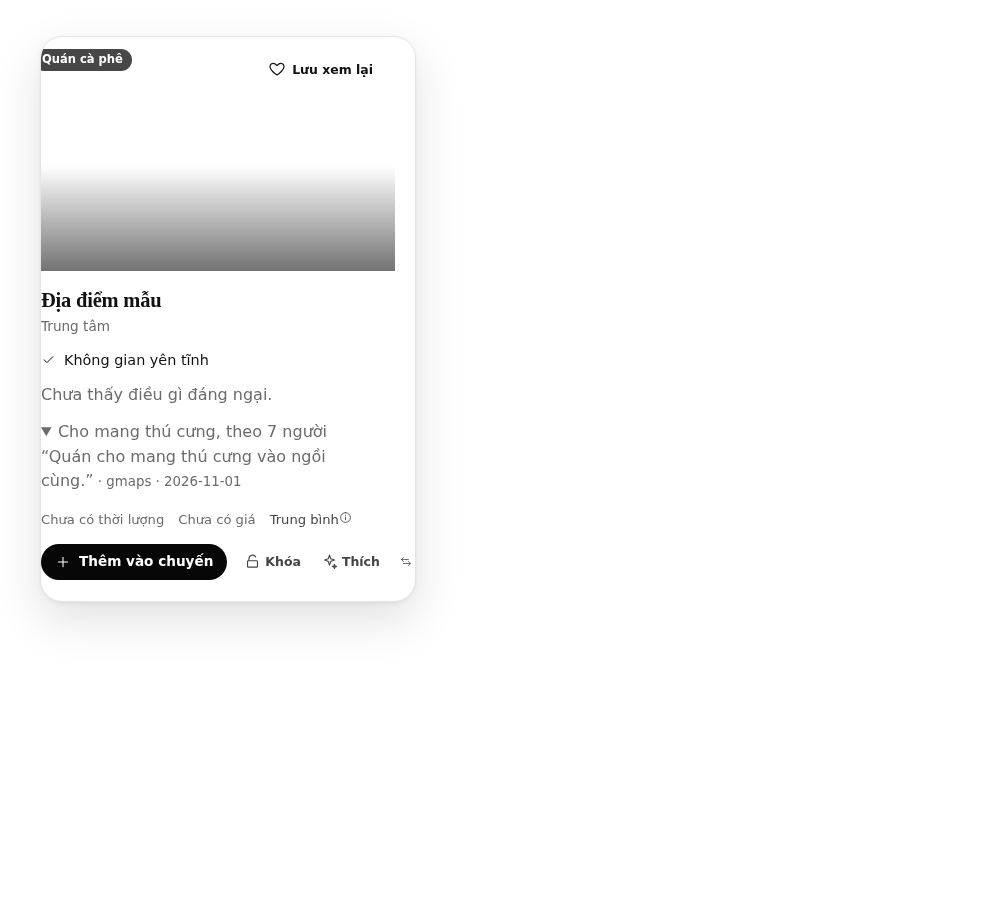 Quán cà phê
Lưu xem lại
Địa điểm mẫu
Trung tâm
Không gian yên tĩnh
Chưa thấy điều gì đáng ngại.
▼ Cho mang thú cưng, theo 7 người
“Quán cho mang thú cưng vào ngồi
cùng.” · gmaps · 2026-11-01
Chưa có thời lượng Chưa có giá Trung bình
Thêm vào chuyến Khóa Thích